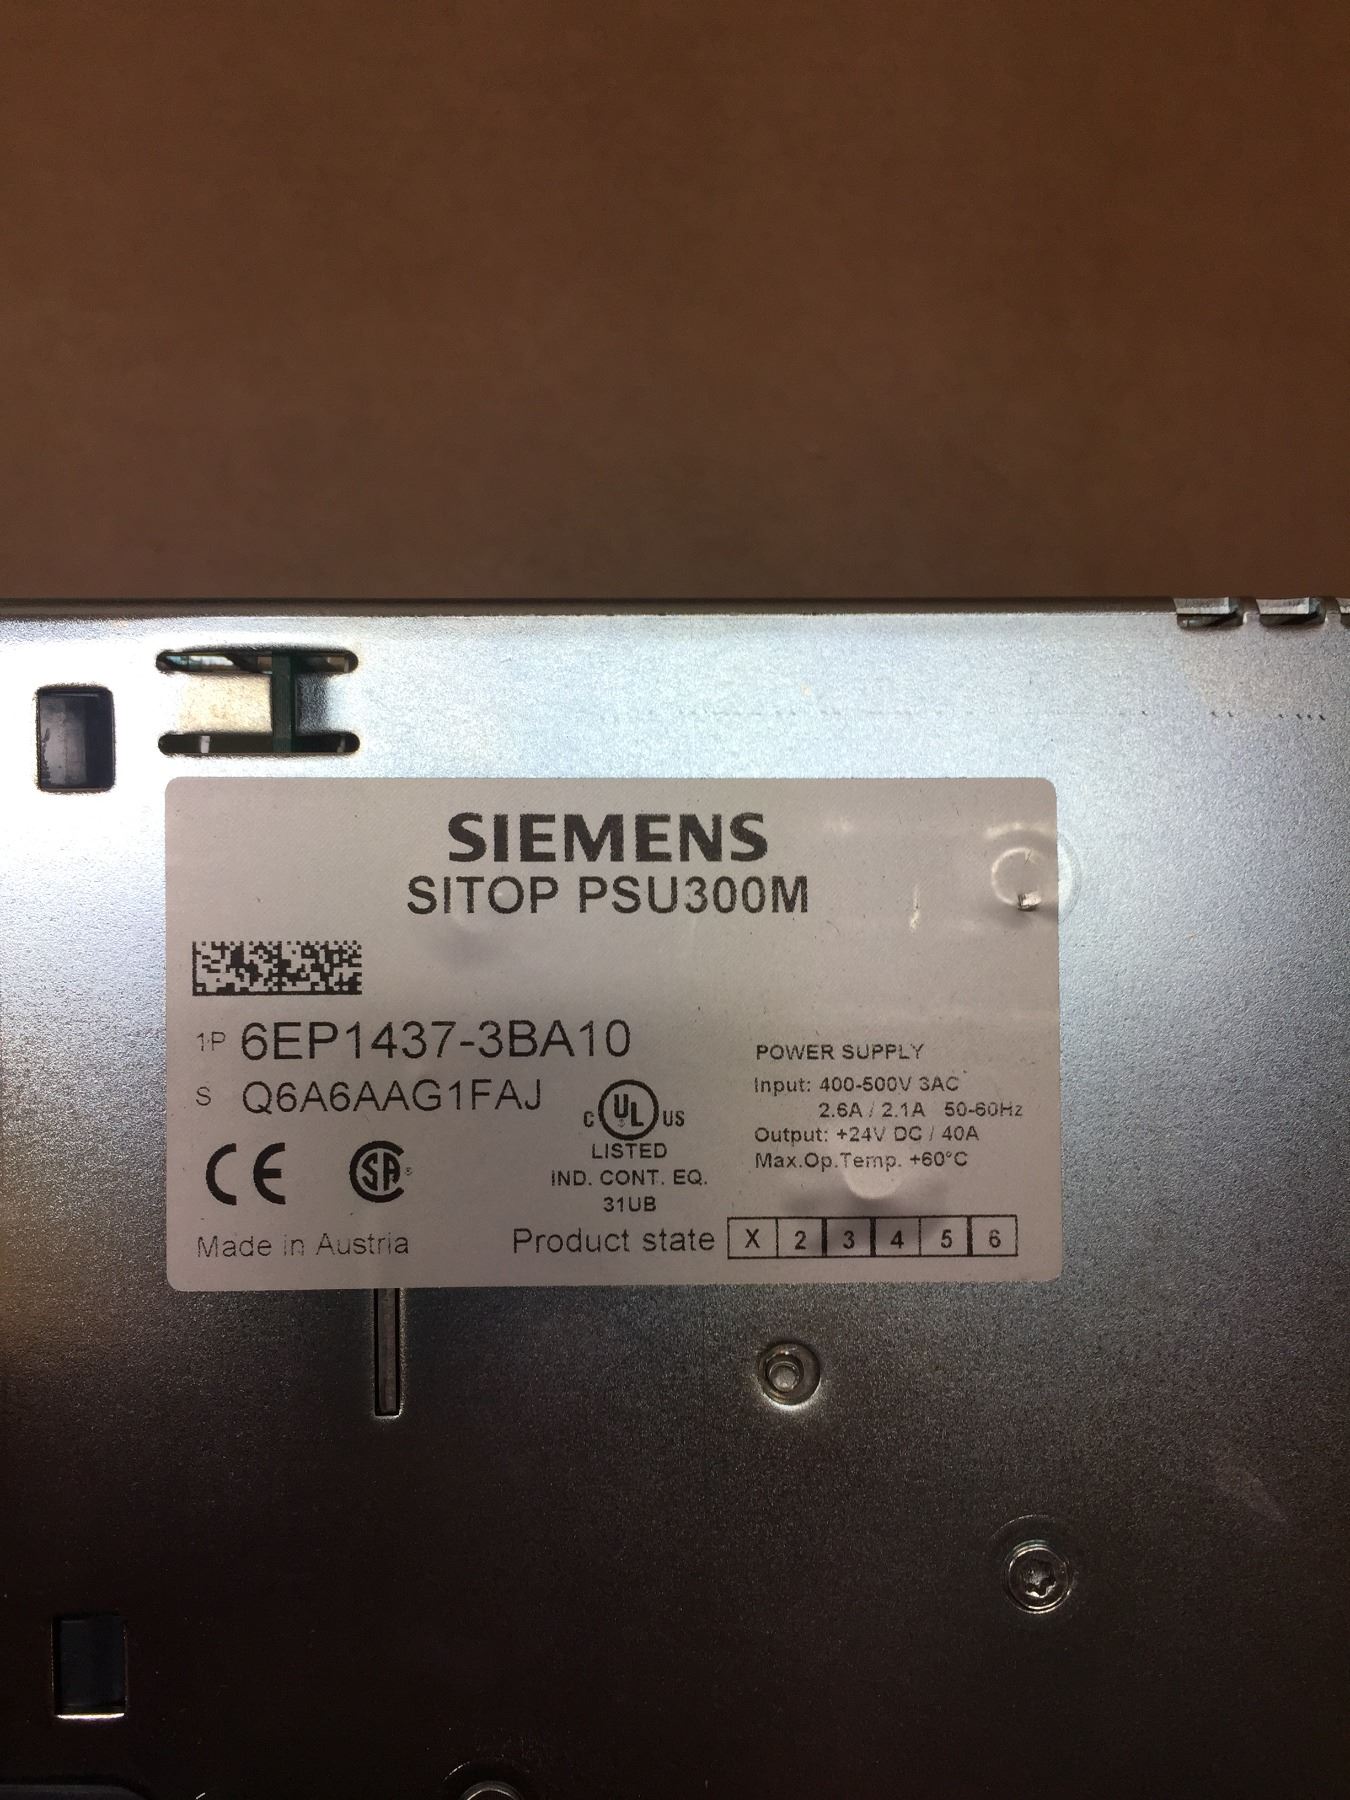 SIEMENS
SITOP PSU300M
1P 6EP1437-3BA10
S Q6A6AAG1FAJ
CE SA®
C UL US
LISTED
IND. CONT. EQ.
31UB
POWER SUPPLY
Input: 400-500V 3AC
2.6A / 2.1A 50-60Hz
Output: +24V DC / 40A
Max.Op.Temp. +60°C
Made in Austria
Product state X 2 3 4 5 6